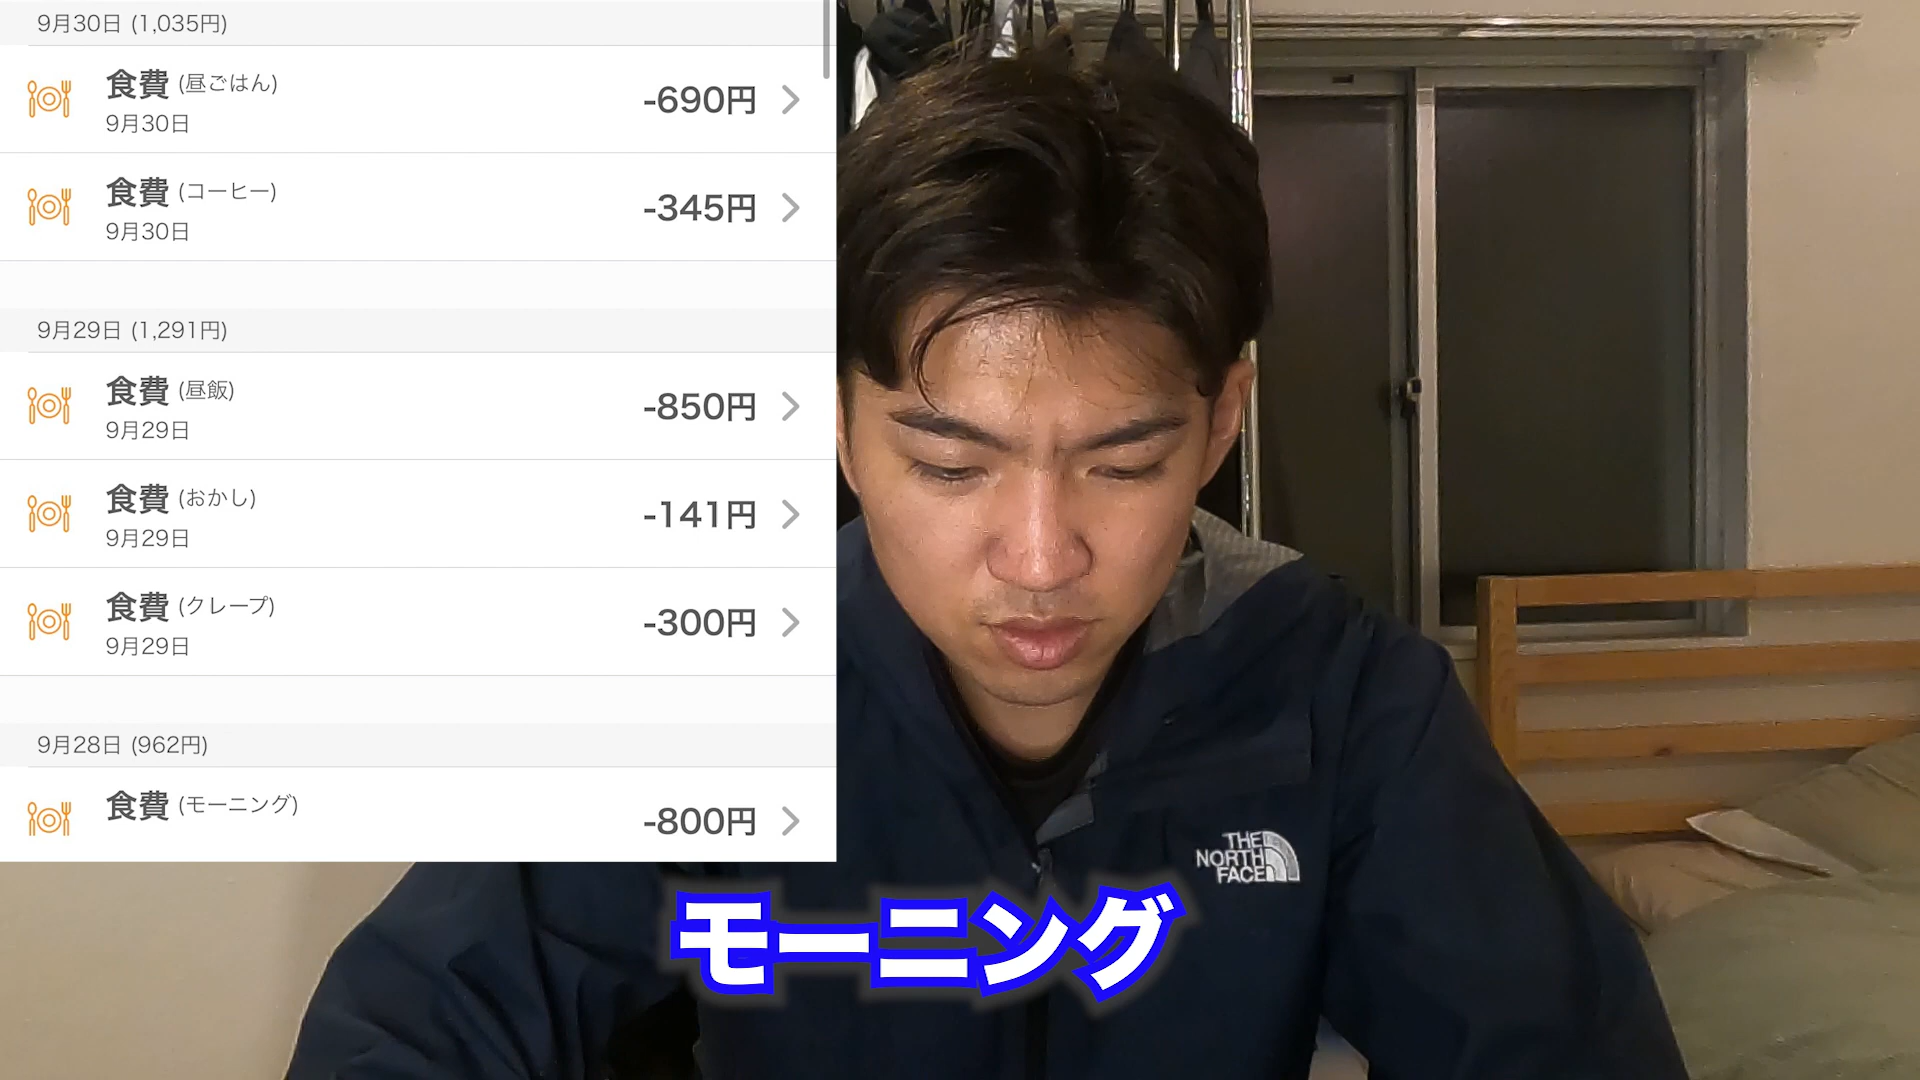 9月30日 (1,035円)
食費 (昼ごはん)
-690円
9月30日
食費 (コーヒー)
-345円
9月30日
9月29日 (1,291円)
食費 (昼飯)
-850円
9月29日
食費 (おかし)
-141円
9月29日
食費 (クレープ)
-300円
9月29日
9月28日 (962円)
食費 (モーニング)
-800円
THE
NORTH
FACE
モーニング